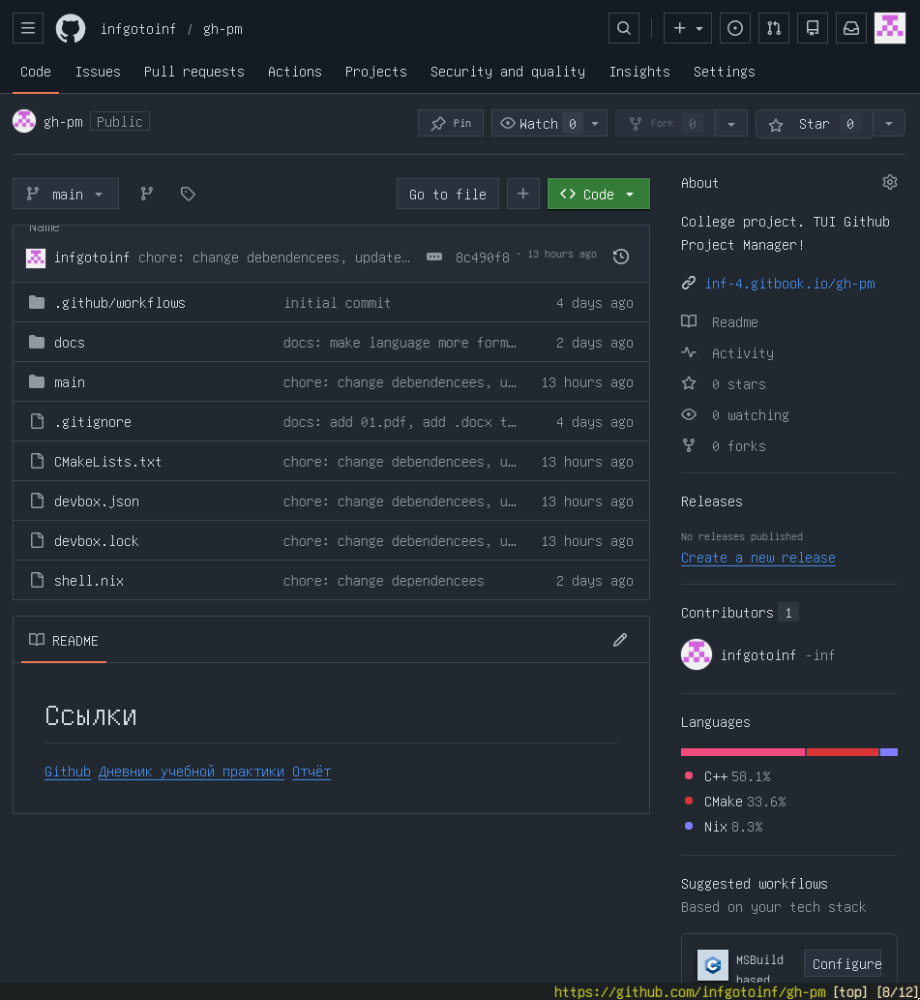 infgotoinf / gh-pm
Code Issues Pull requests Actions Projects Security and quality Insights Settings
gh-pm Public Pin Watch 0 Fork 0 Star 0
main Go to file Code
Name
infgotoinf chore: change debendencees, update… 8c490f8 · 13 hours ago
.github/workflows initial commit 4 days ago
docs docs: make language more form… 2 days ago
main chore: change debendencees, u… 13 hours ago
.gitignore docs: add 01.pdf, add .docx t… 4 days ago
CMakeLists.txt chore: change debendencees, u… 13 hours ago
devbox.json chore: change debendencees, u… 13 hours ago
devbox.lock chore: change debendencees, u… 13 hours ago
shell.nix chore: change dependencees 2 days ago
README
Ссылки
Github Дневник учебной практики Отчёт
About
College project. TUI Github
Project Manager!
inf-4.gitbook.io/gh-pm
Readme
Activity
0 stars
0 watching
0 forks
Releases
No releases published
Create a new release
Contributors 1
infgotoinf -inf
Languages
C++ 58.1%
CMake 33.6%
Nix 8.3%
Suggested workflows
Based on your tech stack
MSBuild Configure
based
https://github.com/infgotoinf/gh-pm [top] [8/12]